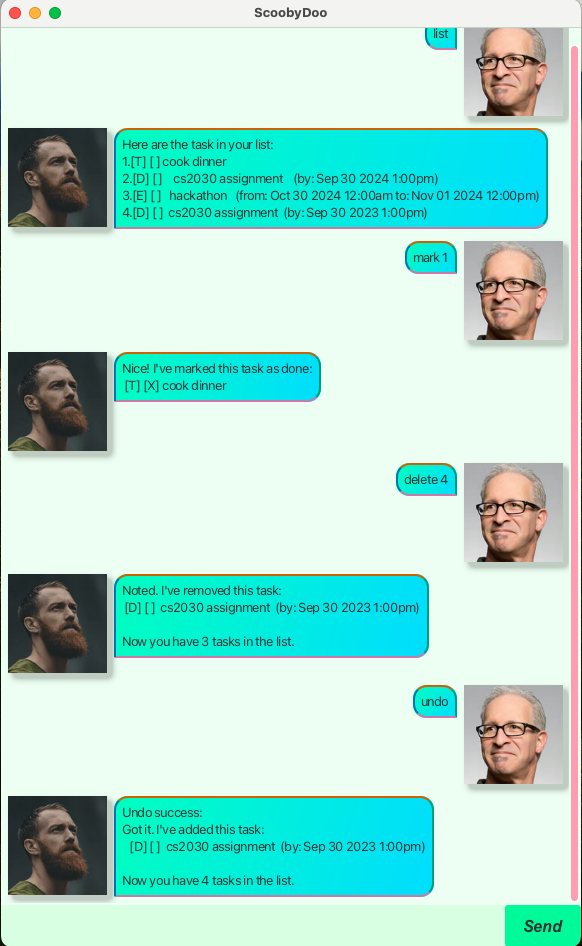 ScoobyDoo
list
Here are the task in your list:
1.[T] [ ] cook dinner
2.[D] [ ] cs2030 assignment (by: Sep 30 2024 1:00pm)
3.[E] [ ] hackathon (from: Oct 30 2024 12:00am to: Nov 01 2024 12:00pm)
4.[D] [ ] cs2030 assignment (by: Sep 30 2023 1:00pm)
mark 1
Nice! I've marked this task as done:
[T] [X] cook dinner
delete 4
Noted. I've removed this task:
[D] [ ] cs2030 assignment (by: Sep 30 2023 1:00pm)
Now you have 3 tasks in the list.
undo
Undo success:
Got it. I've added this task:
[D] [ ] cs2030 assignment (by: Sep 30 2023 1:00pm)
Now you have 4 tasks in the list.
Send